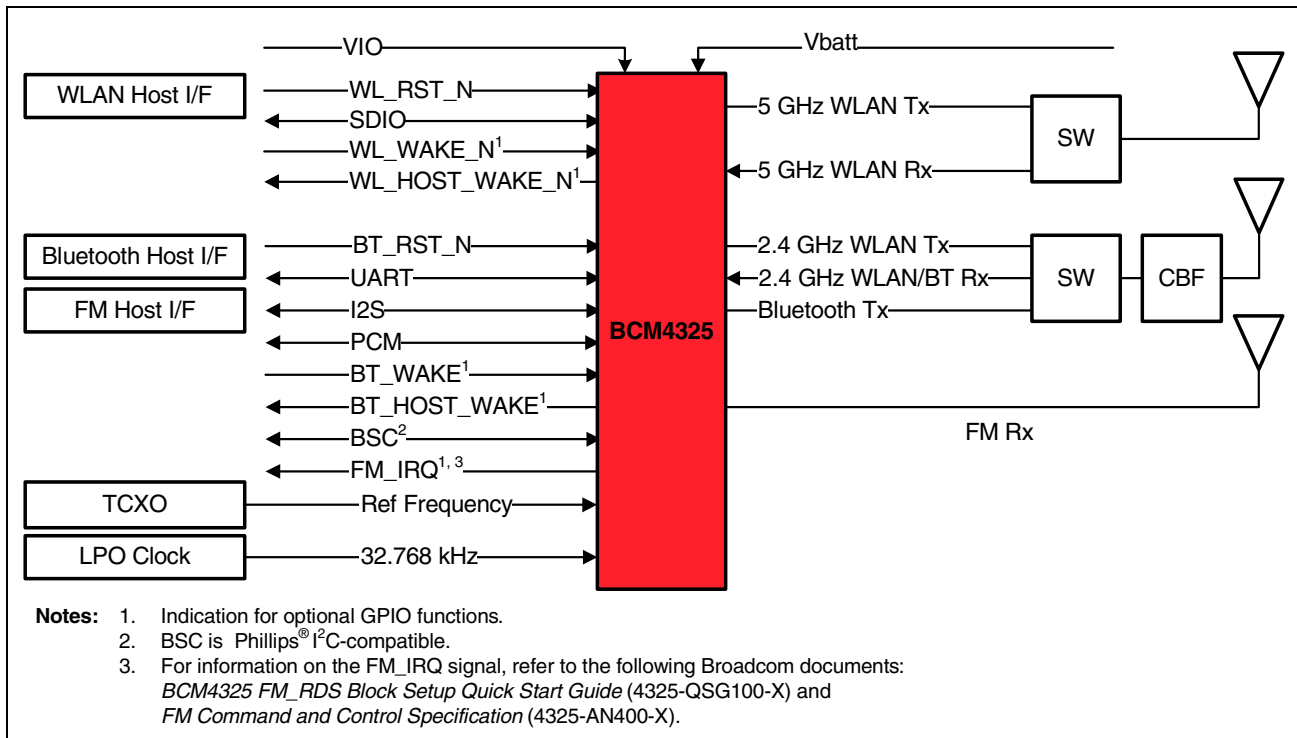 VIO
Vbatt
WLAN Host I/F
WL_RST_N
SDIO
WL_WAKE_N1
WL_HOST_WAKE_N1
5 GHz WLAN Tx
5 GHz WLAN Rx
SW
Bluetooth Host I/F
FM Host I/F
BT_RST_N
UART
I2S
PCM
BT_WAKE1
BT_HOST_WAKE1
BSC2
FM_IRQ1, 3
BCM4325
2.4 GHz WLAN Tx
2.4 GHz WLAN/BT Rx
Bluetooth Tx
SW
CBF
FM Rx
TCXO
Ref Frequency
LPO Clock
32.768 kHz
Notes: 1. Indication for optional GPIO functions.
2. BSC is Phillips® I2C-compatible.
3. For information on the FM_IRQ signal, refer to the following Broadcom documents:
BCM4325 FM_RDS Block Setup Quick Start Guide (4325-QSG100-X) and
FM Command and Control Specification (4325-AN400-X).